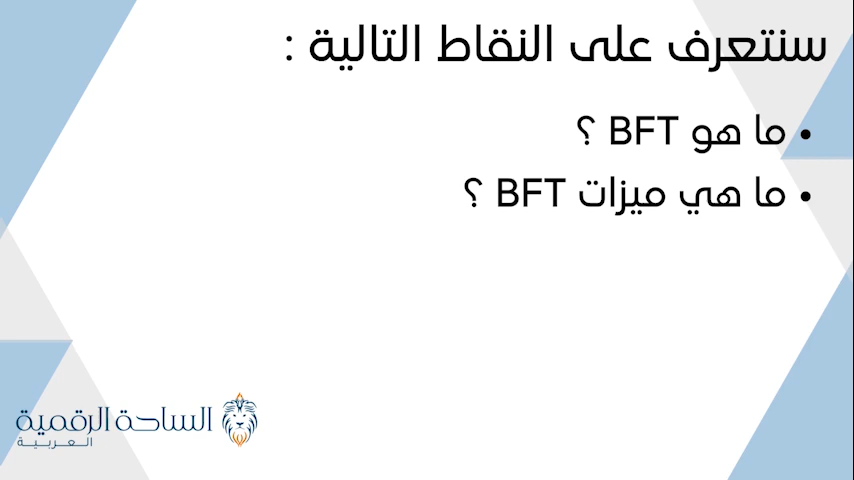 سنتعرف على النقاط التالية :
• ما هو BFT ؟
• ما هي ميزات BFT ؟
الساحة الرقمية
العربية